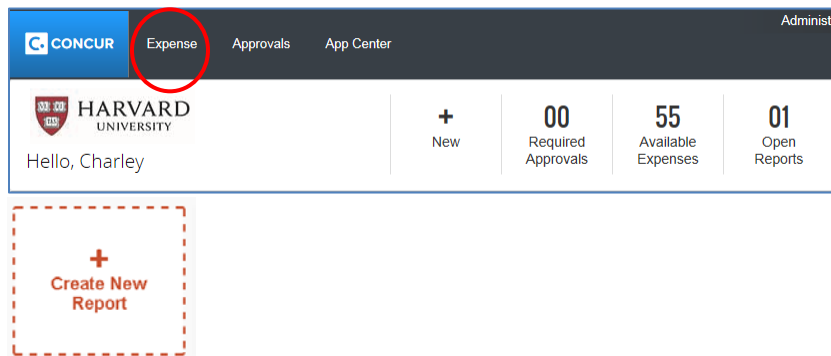 Administ
C. CONCUR Expense Approvals App Center
HARVARD
UNIVERSITY
Hello, Charley
+
New
00
Required
Approvals
55
Available
Expenses
01
Open
Reports
+
Create New
Report